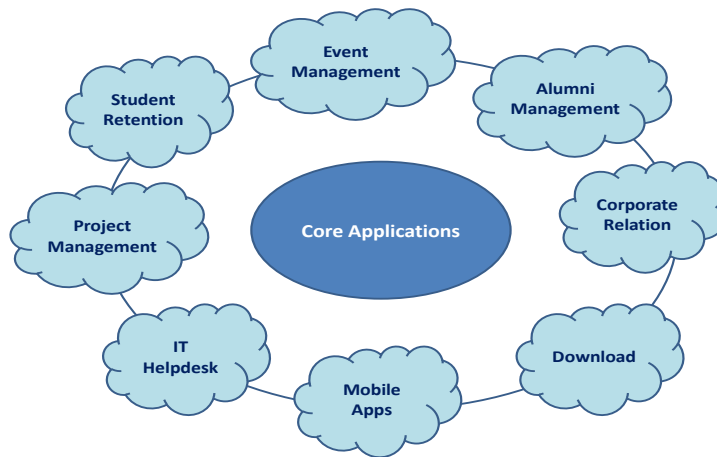 Event
Management
Student
Retention
Alumni
Management
Project
Management
Core Applications
Corporate
Relation
IT
Helpdesk
Mobile
Apps
Download